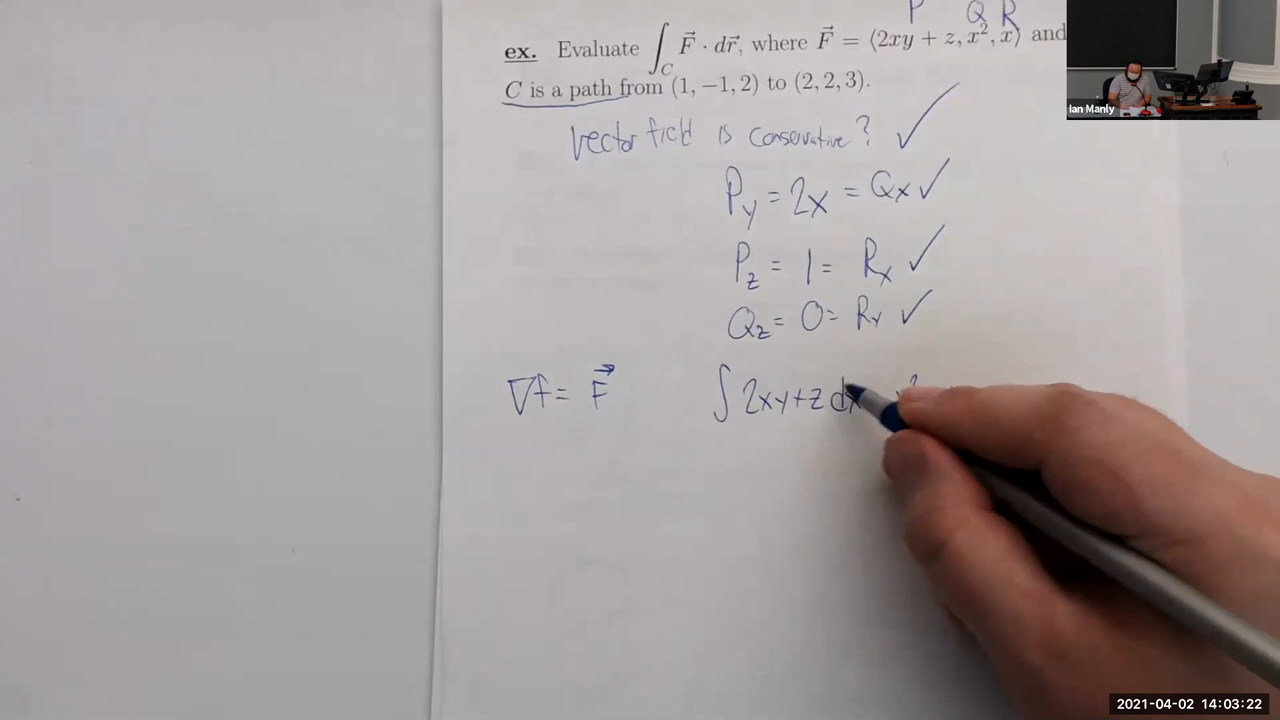 P Q R
ex. Evaluate ∫_C F⃗ · dr⃗, where F⃗ = ⟨2xy + z, x², x⟩ and
C is a path from (1, −1, 2) to (2, 2, 3).
Vector field is conservative? ✓
P_y = 2x = Q_x ✓
P_z = 1 = R_x ✓
Q_z = 0 = R_y ✓
∇f = F⃗ ∫ 2xy+z dx
Ian Manly
2021-04-02 14:03:22